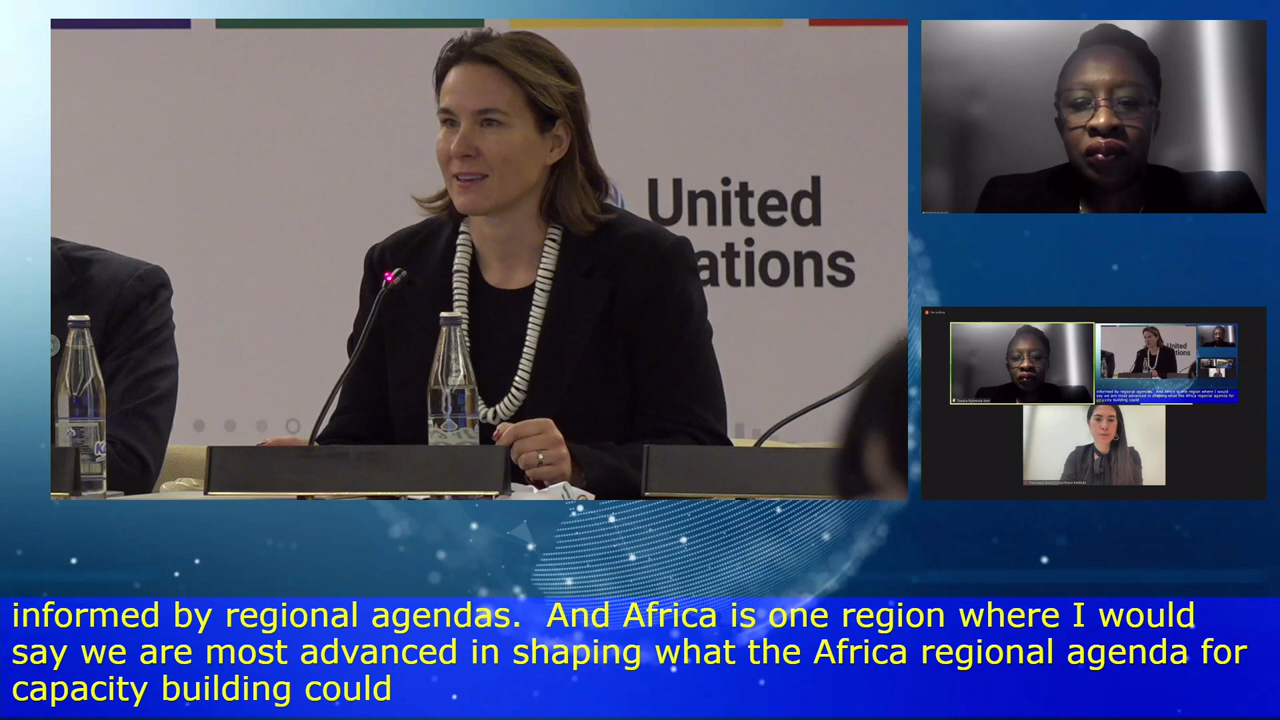 United
ations
informed by regional agendas.  And Africa is one region where I would
say we are most advanced in shaping what the Africa regional agenda for
capacity building could